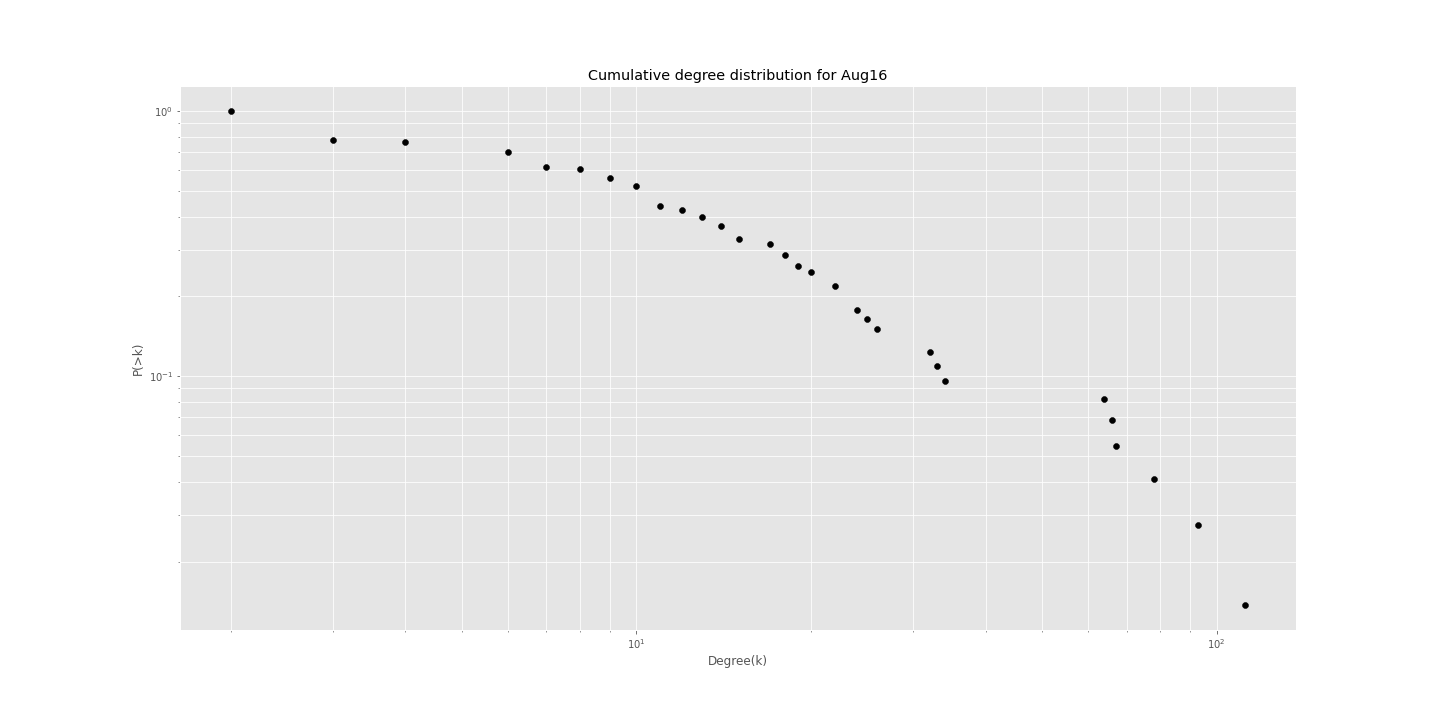 Cumulative degree distribution for Aug16
10⁰
10⁻¹
P(>k)
10¹
10²
Degree(k)